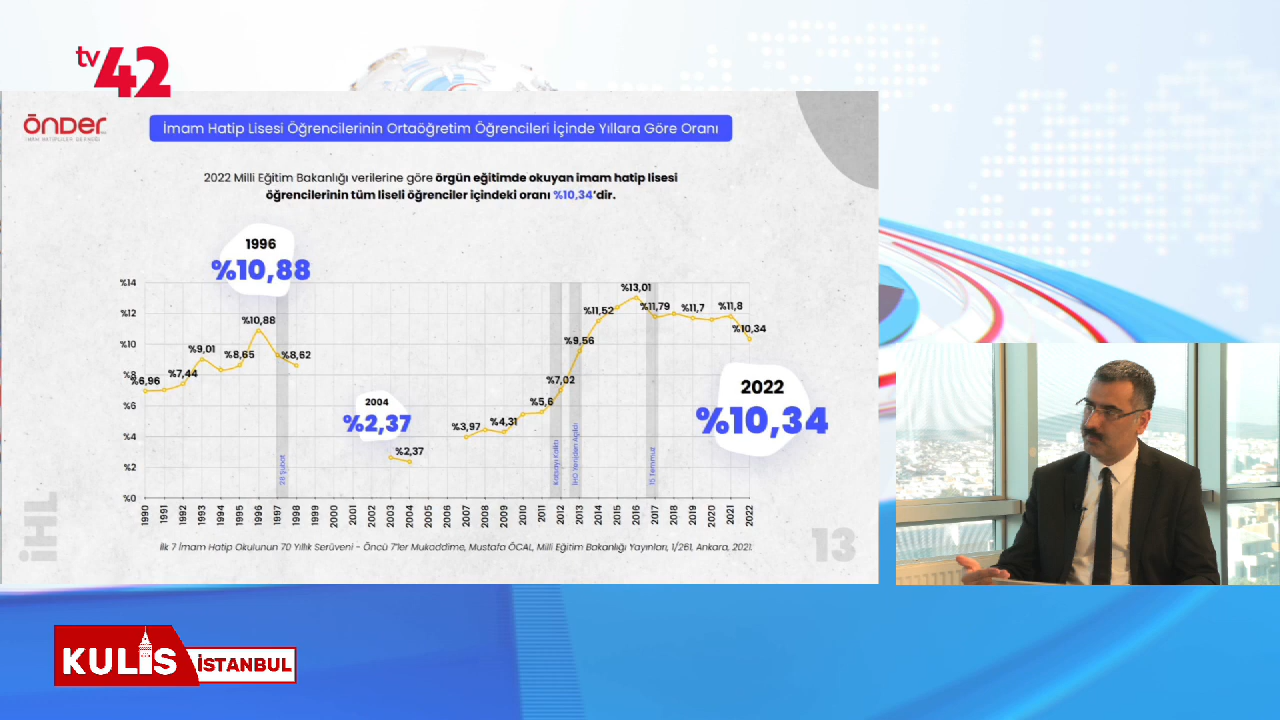 tv42
ÖNDER
İMAM HATİPLİLER DERNEĞİ
İmam Hatip Lisesi Öğrencilerinin Ortaöğretim Öğrencileri İçinde Yıllara Göre Oranı
2022 Milli Eğitim Bakanlığı verilerine göre örgün eğitimde okuyan imam hatip lisesi
öğrencilerinin tüm liseli öğrenciler içindeki oranı %10,34'dir.
1996
%10,88
%14
%12
%10
%8
%6
%4
%2
%0
%6,96
%7,44
%9,01
%8,65
%10,88
%8,62
2004
%2,37
%2,37
%3,97
%4,31
%5,6
%7,02
%9,56
%11,52
%13,01
%11,79
%11,7
%11,8
%10,34
2022
%10,34
28 Şubat
Katsayı Kalktı
İHO Yeniden Açıldı
15 Temmuz
1990 1991 1992 1993 1994 1995 1996 1997 1998 1999 2000 2001 2002 2003 2004 2005 2006 2007 2008 2009 2010 2011 2012 2013 2014 2015 2016 2017 2018 2019 2020 2021 2022
İlk 7 İmam Hatip Okulunun 70 Yıllık Serüveni - Öncü 7'ler Mukaddime, Mustafa ÖCAL, Milli Eğitim Bakanlığı Yayınları, 1/261, Ankara, 2021.
iHL
13
KULİS İSTANBUL